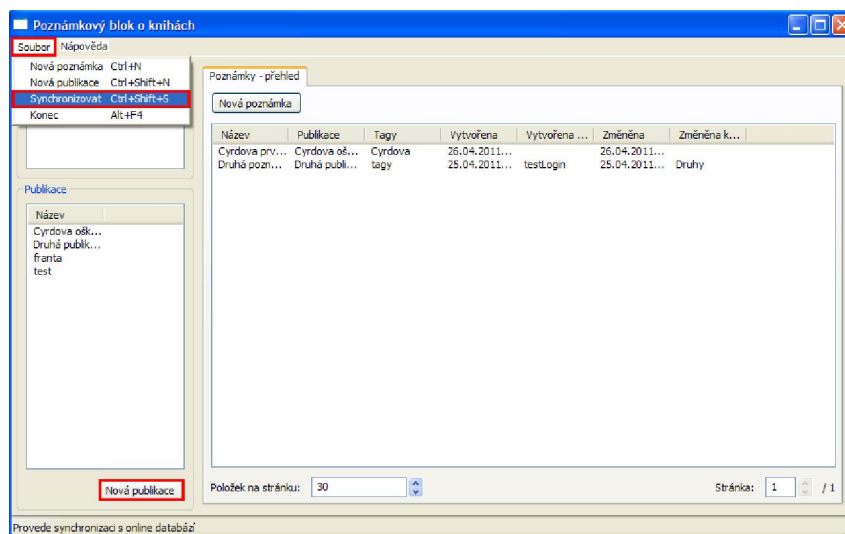 Poznámkový blok o knihách
Soubor Nápověda
Nová poznámka Ctrl+N
Nová publikace Ctrl+Shift+N
Synchronizovat Ctrl+Shift+S
Konec Alt+F4
Poznámky - přehled
Nová poznámka
Název Publikace Tagy Vytvořena Vytvořena ... Změněna Změněna k...
Cyrdova prv... Cyrdova oš... Cyrdova 26.04.2011... 26.04.2011...
Druhá pozn... Druhá publi... tagy 25.04.2011... testLogin 25.04.2011... Druhy
Publikace
Název
Cyrdova ošk...
Druhá publik...
franta
test
Nová publikace
Položek na stránku: 30
Stránka: 1 / 1
Provede synchronizaci s online databází